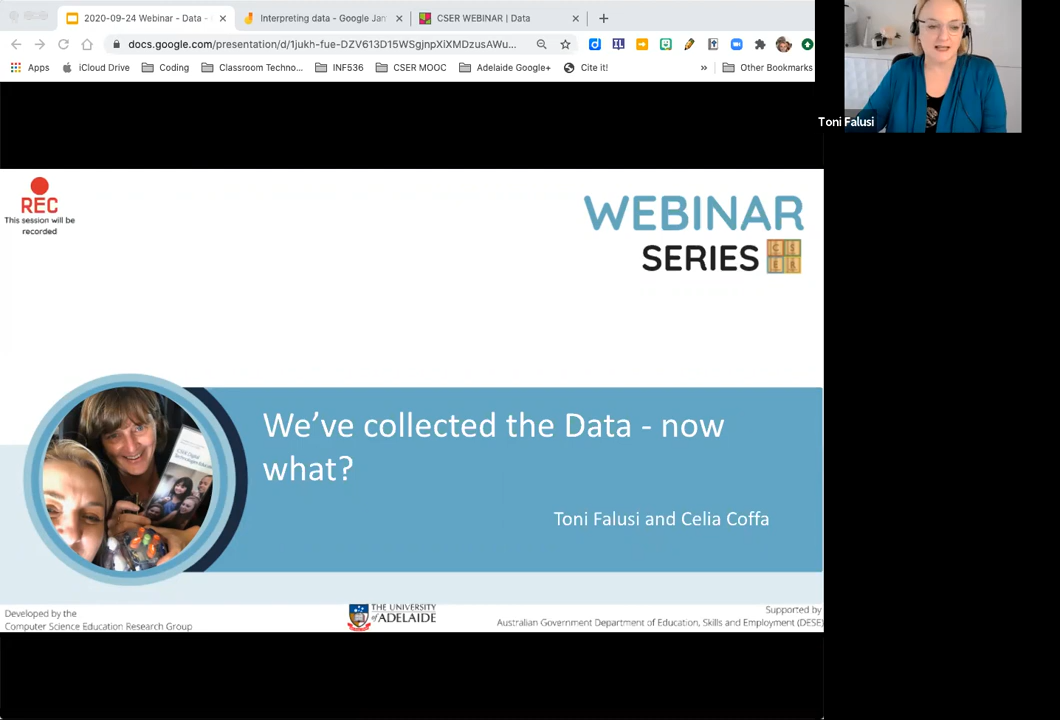 2020-09-24 Webinar - Data -
Interpreting data - Google Jam
CSER WEBINAR | Data
docs.google.com/presentation/d/1jukh-fue-DZV613D15WSgjnpXiXMDzusAWu...
Apps
iCloud Drive
Coding
Classroom Techno...
INF536
CSER MOOC
Adelaide Google+
Cite it!
»
Other Bookmarks
Toni Falusi
REC
This session will be
recorded
WEBINAR
SERIES
CS
ER
We've collected the Data - now
what?
Toni Falusi and Celia Coffa
Developed by the
Computer Science Education Research Group
THE UNIVERSITY
of ADELAIDE
Supported by
Australian Government Department of Education, Skills and Employment (DESE)